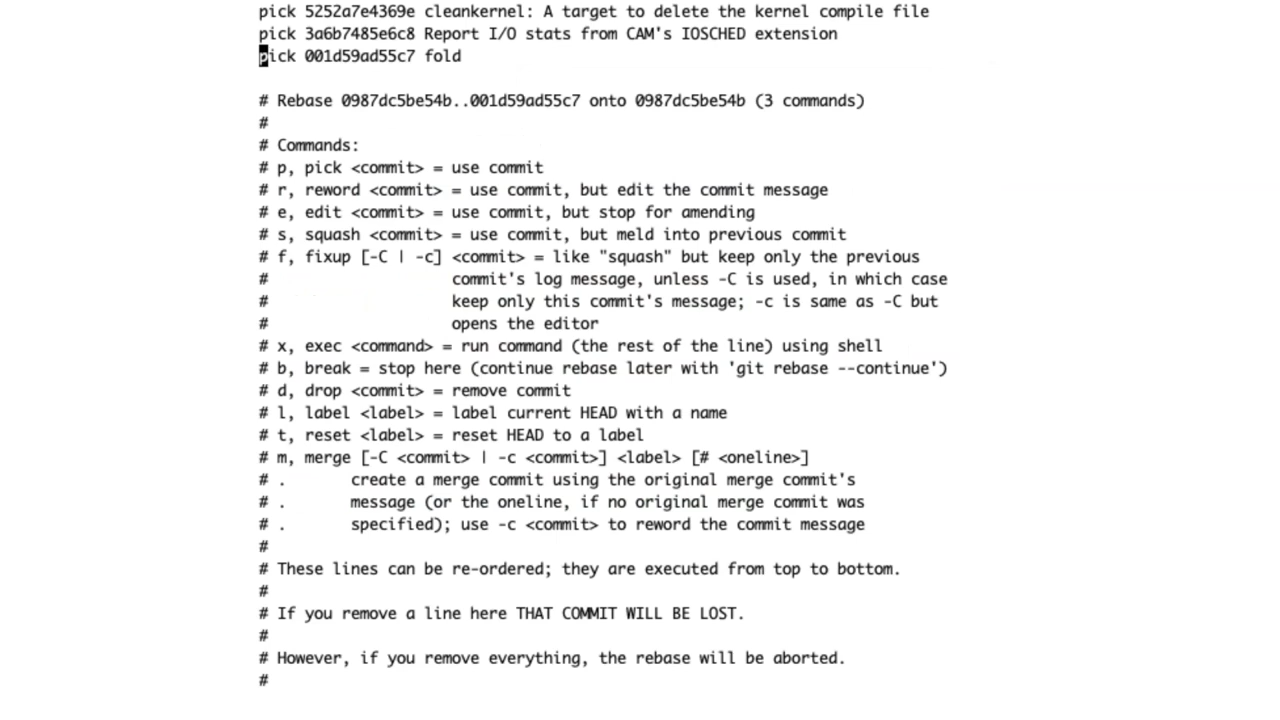 pick 5252a7e4369e cleankernel: A target to delete the kernel compile file
pick 3a6b7485e6c8 Report I/O stats from CAM's IOSCHED extension
pick 001d59ad55c7 fold
# Rebase 0987dc5be54b..001d59ad55c7 onto 0987dc5be54b (3 commands)
#
# Commands:
# p, pick <commit> = use commit
# r, reword <commit> = use commit, but edit the commit message
# e, edit <commit> = use commit, but stop for amending
# s, squash <commit> = use commit, but meld into previous commit
# f, fixup [-C | -c] <commit> = like "squash" but keep only the previous
#                    commit's log message, unless -C is used, in which case
#                    keep only this commit's message; -c is same as -C but
#                    opens the editor
# x, exec <command> = run command (the rest of the line) using shell
# b, break = stop here (continue rebase later with 'git rebase --continue')
# d, drop <commit> = remove commit
# l, label <label> = label current HEAD with a name
# t, reset <label> = reset HEAD to a label
# m, merge [-C <commit> | -c <commit>] <label> [# <oneline>]
# .       create a merge commit using the original merge commit's
# .       message (or the oneline, if no original merge commit was
# .       specified); use -c <commit> to reword the commit message
#
# These lines can be re-ordered; they are executed from top to bottom.
#
# If you remove a line here THAT COMMIT WILL BE LOST.
#
# However, if you remove everything, the rebase will be aborted.
#